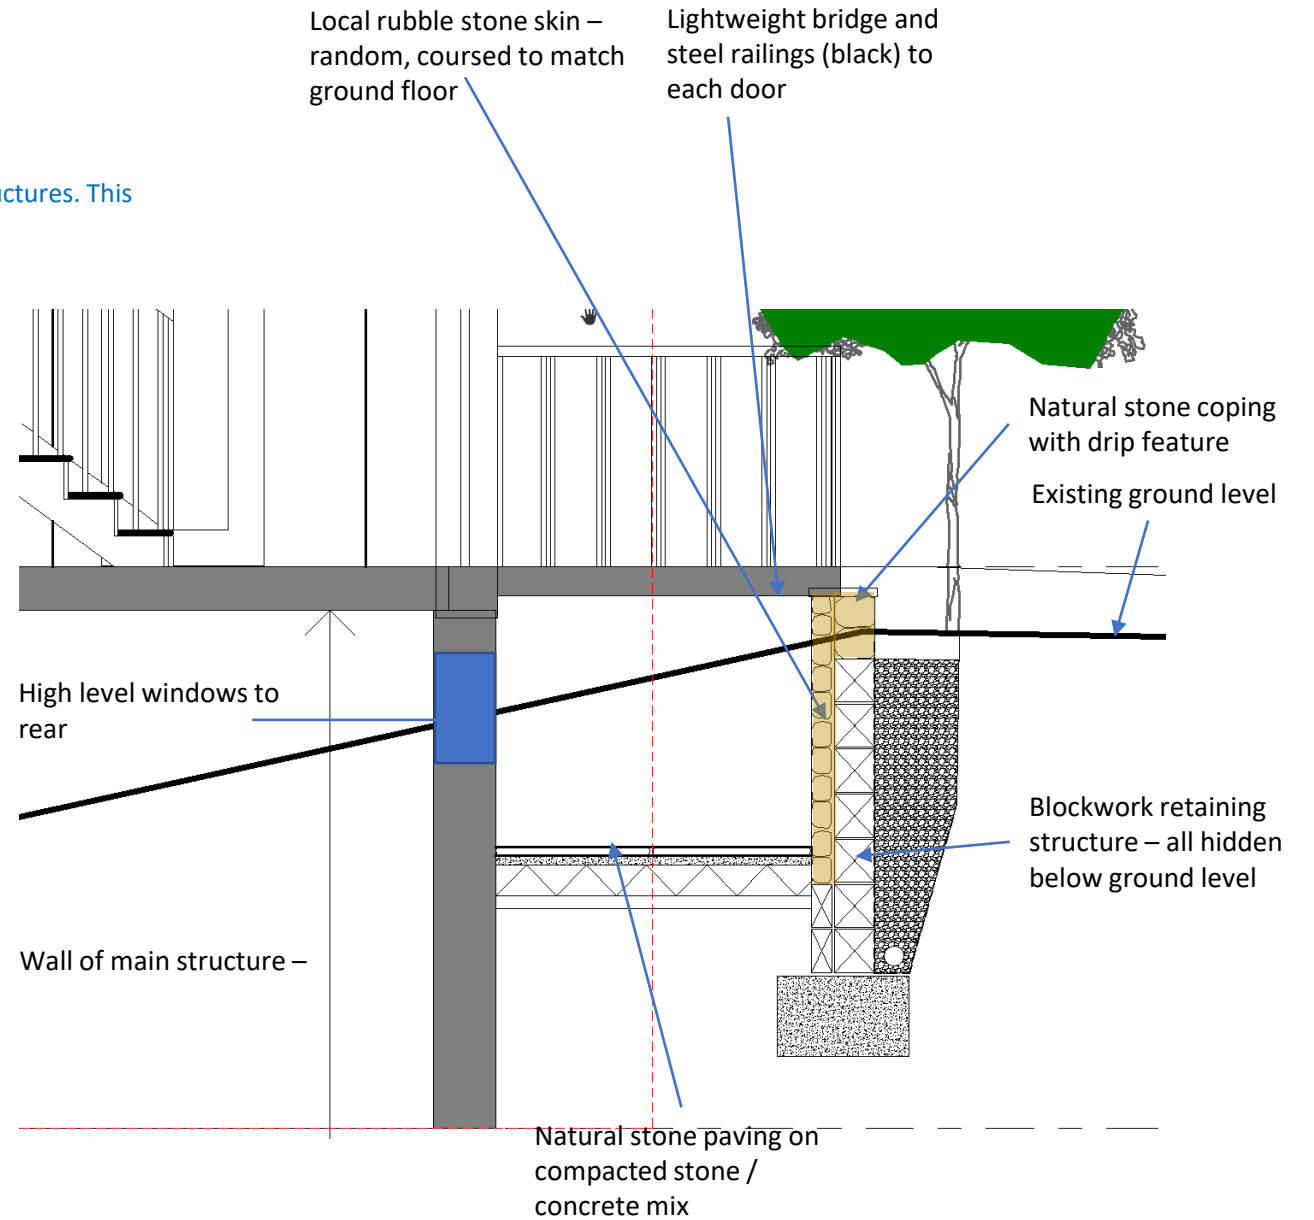 Local rubble stone skin –
random, coursed to match
ground floor
Lightweight bridge and
steel railings (black) to
each door
uctures. This
Natural stone coping
with drip feature
Existing ground level
High level windows to
rear
Blockwork retaining
structure – all hidden
below ground level
Wall of main structure –
Natural stone paving on
compacted stone /
concrete mix